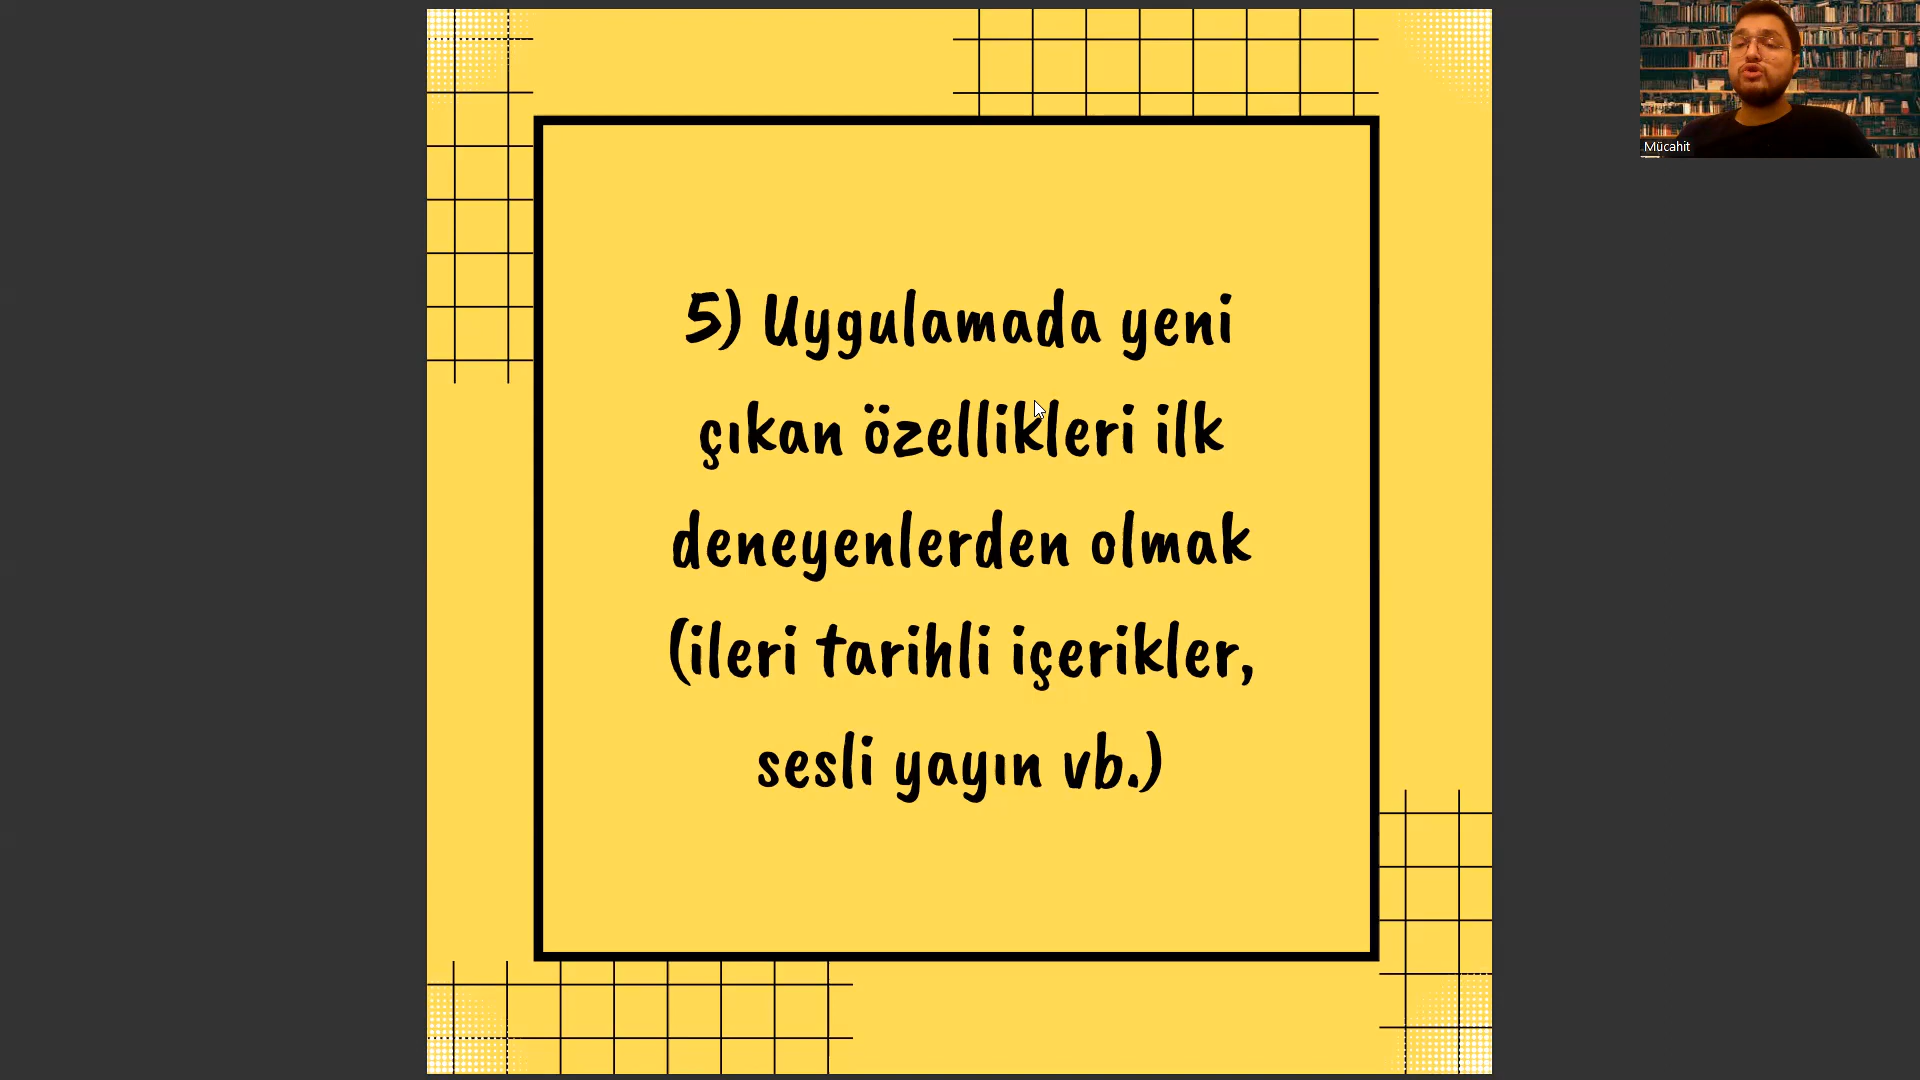 5) Uygulamada yeni
çıkan özellikleri ilk
deneyenlerden olmak
(ileri tarihli içerikler,
sesli yayın vb.)
Mücahit